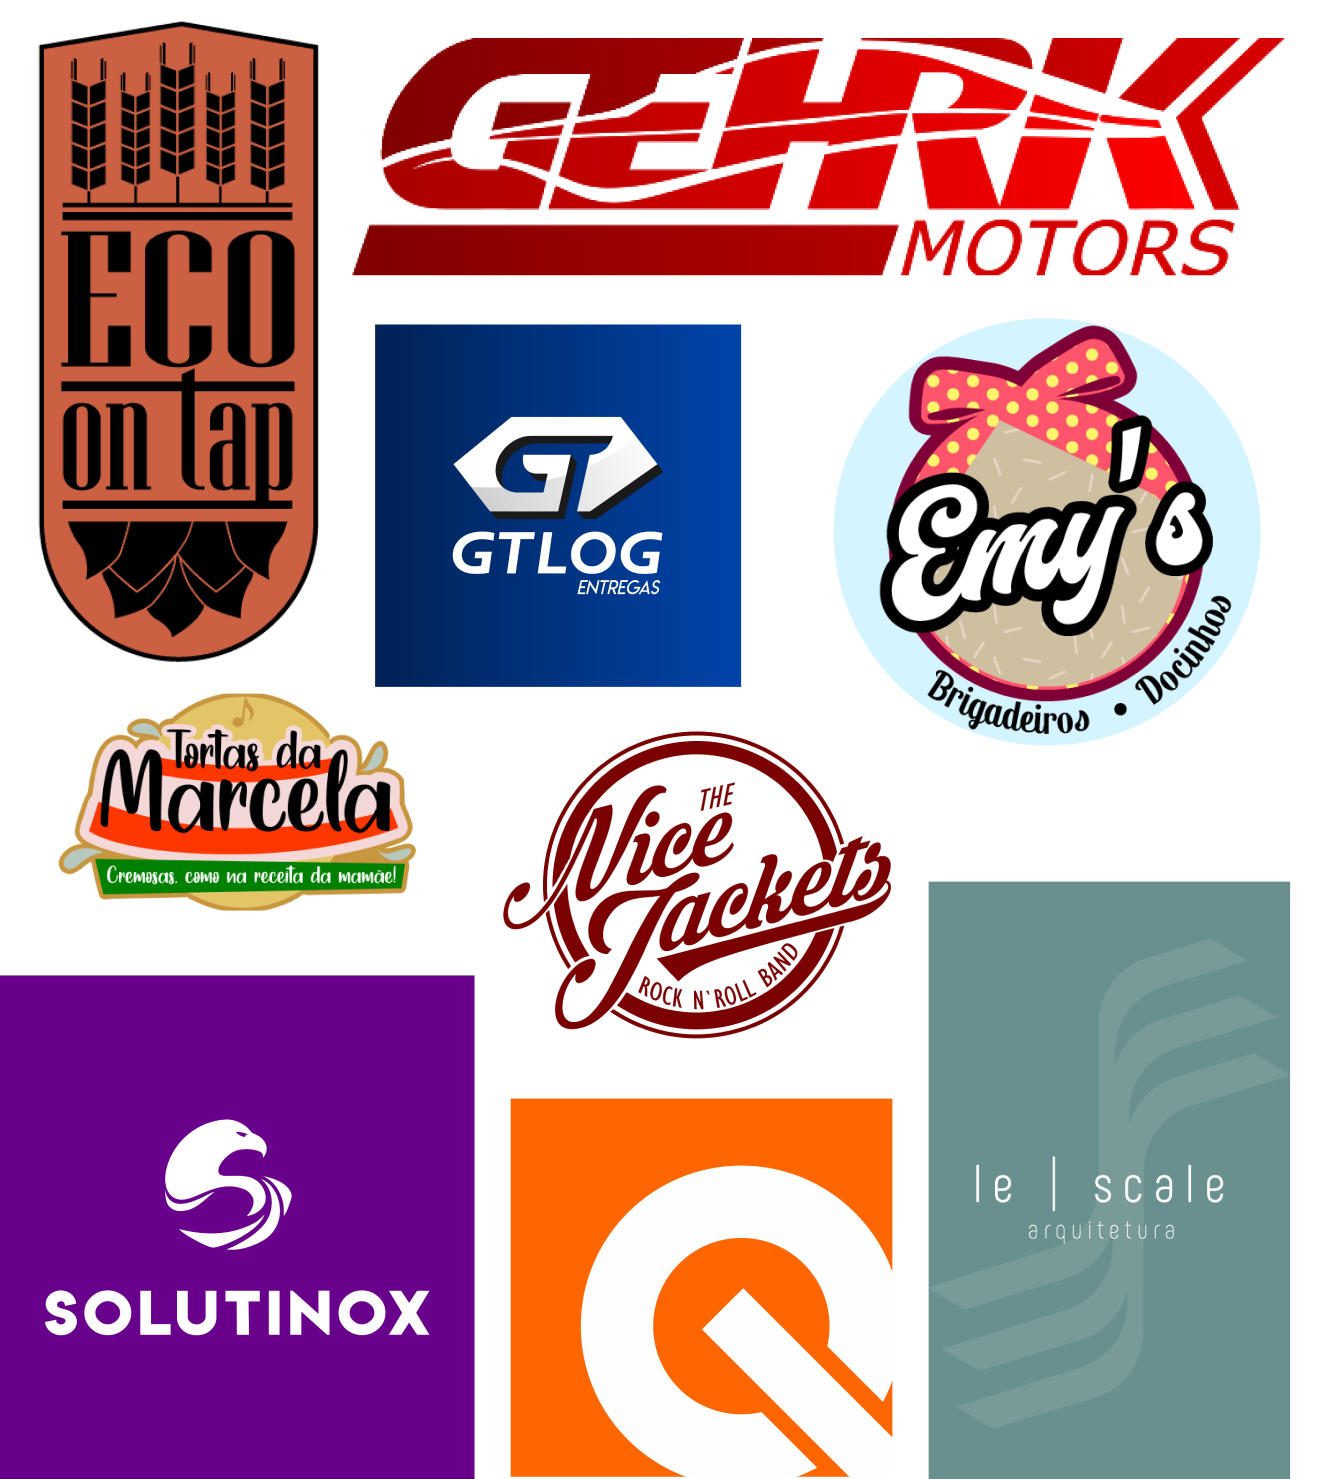 ECO
on tap
GEHRK
MOTORS
GT
GTLOG
ENTREGAS
Emy's
Brigadeiros • Docinhos
Tortas da
Marcela
Cremosas, como na receita da mamãe!
THE
Nice
Jackets
ROCK N'ROLL BAND
SOLUTINOX
Q
le | scale
arquitetura